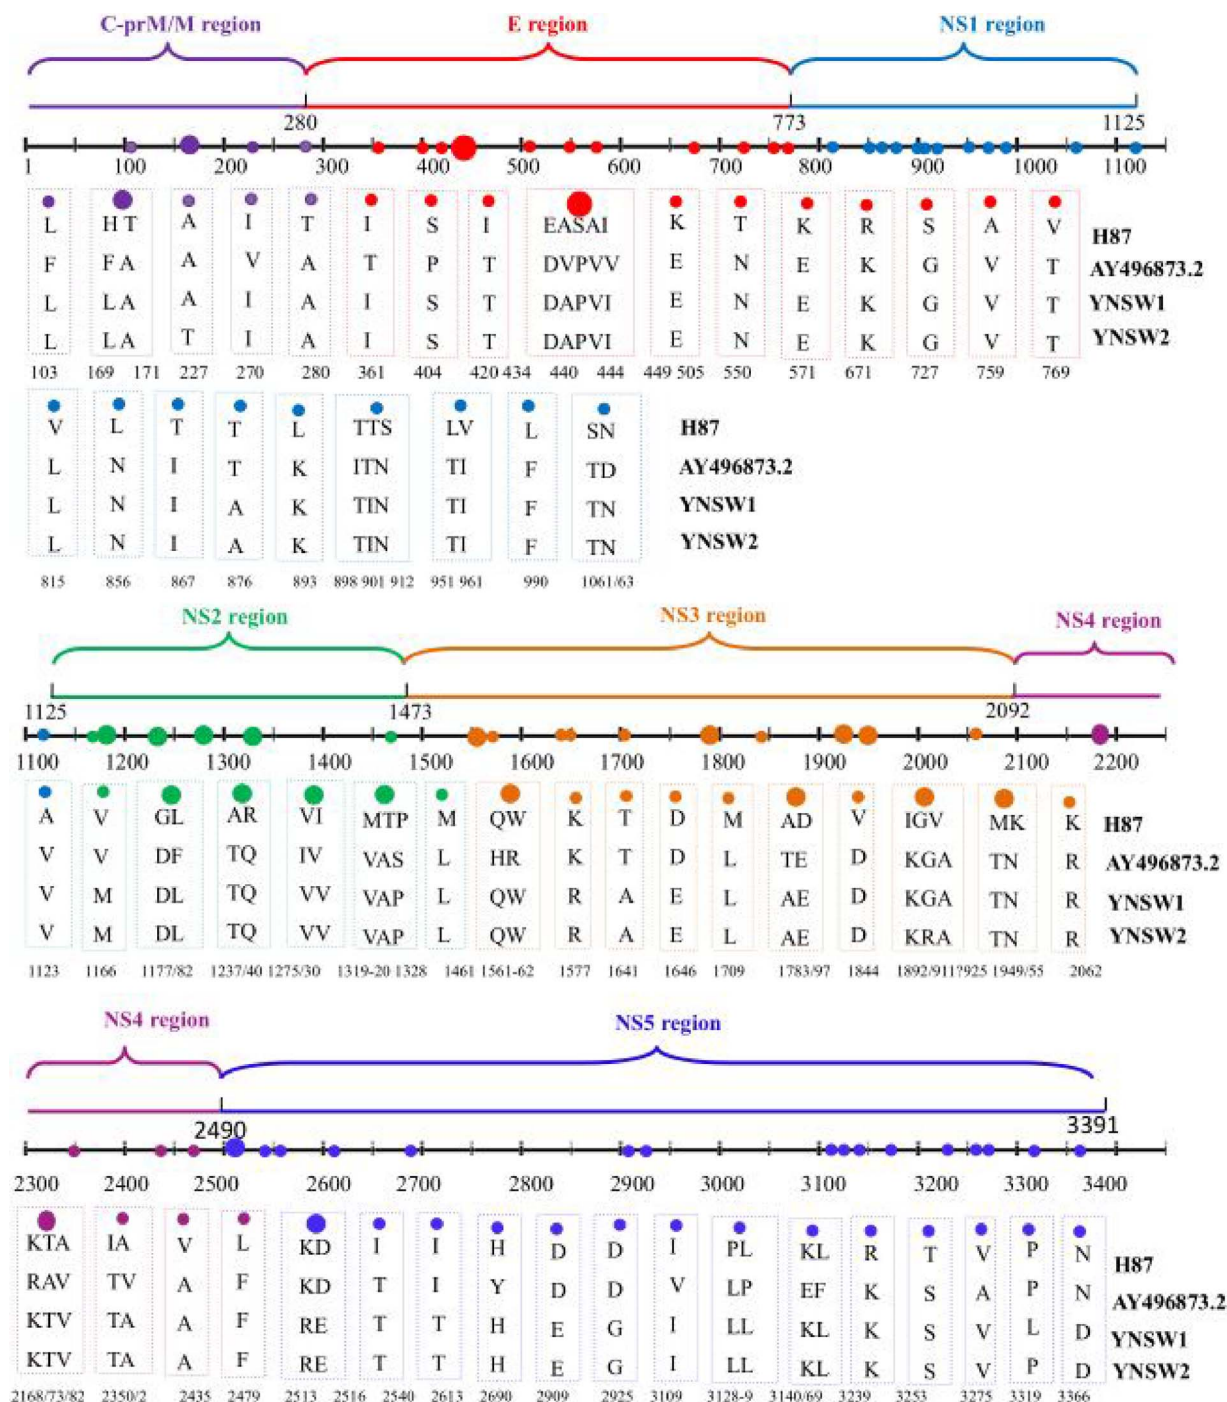 C-prM/M region E region NS1 region
280 773 1125
1 100 200 300 400 500 600 700 800 900 1000 1100
L HT A I T I S I EASAI K T K R S A V H87
F FA A V A T P T DVPVV E N E K G V T AY496873.2
L LA A I A I S T DAPVI E N E K G V T YNSW1
L LA T I A I S T DAPVI E N E K G V T YNSW2
103 169 171 227 270 280 361 404 420 434 440 444 449 505 550 571 671 727 759 769
V L T T L TTS LV L SN H87
L N I T K ITN TI F TD AY496873.2
L N I A K TIN TI F TN YNSW1
L N I A K TIN TI F TN YNSW2
815 856 867 876 893 898 901 912 951 961 990 1061/63
NS2 region NS3 region NS4 region
1125 1473 2092
1100 1200 1300 1400 1500 1600 1700 1800 1900 2000 2100 2200
A V GL AR VI MTP M QW K T D M AD V IGV MK K H87
V V DF TQ IV VAS L HR K T D L TE D KGA TN R AY496873.2
V M DL TQ VV VAP L QW R A E L AE D KGA TN R YNSW1
V M DL TQ VV VAP L QW R A E L AE D KRA TN R YNSW2
1123 1166 1177/82 1237/40 1275/30 1319-20 1328 1461 1561-62 1577 1641 1646 1709 1783/97 1844 1892/911?925 1949/55 2062
NS4 region NS5 region
2490 3391
2300 2400 2500 2600 2700 2800 2900 3000 3100 3200 3300 3400
KTA IA V L KD I I H D D I PL KL R T V P N H87
RAV TV A F KD T I Y D D V LP EF K S A P N AY496873.2
KTV TA A F RE T T H E G I LL KL K S V L D YNSW1
KTV TA A F RE T T H E G I LL KL K S V P D YNSW2
2168/73/82 2350/2 2435 2479 2513 2516 2540 2613 2690 2909 2925 3109 3128-9 3140/69 3239 3253 3275 3319 3366